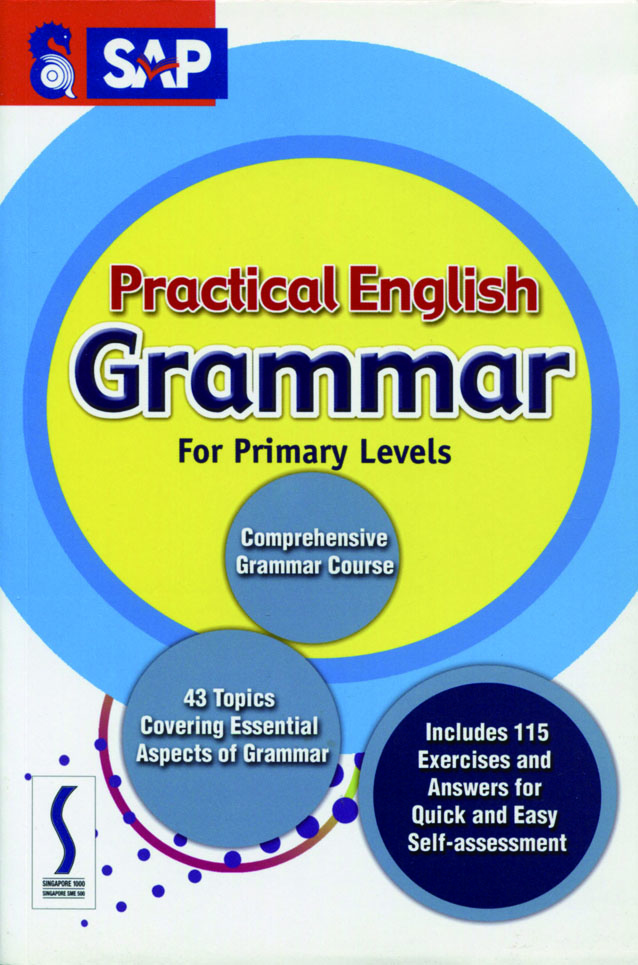 SAP
Practical English
Grammar
For Primary Levels
Comprehensive
Grammar Course
43 Topics
Covering Essential
Aspects of Grammar
Includes 115
Exercises and
Answers for
Quick and Easy
Self-assessment
SINGAPORE 1000
SINGAPORE SME 500